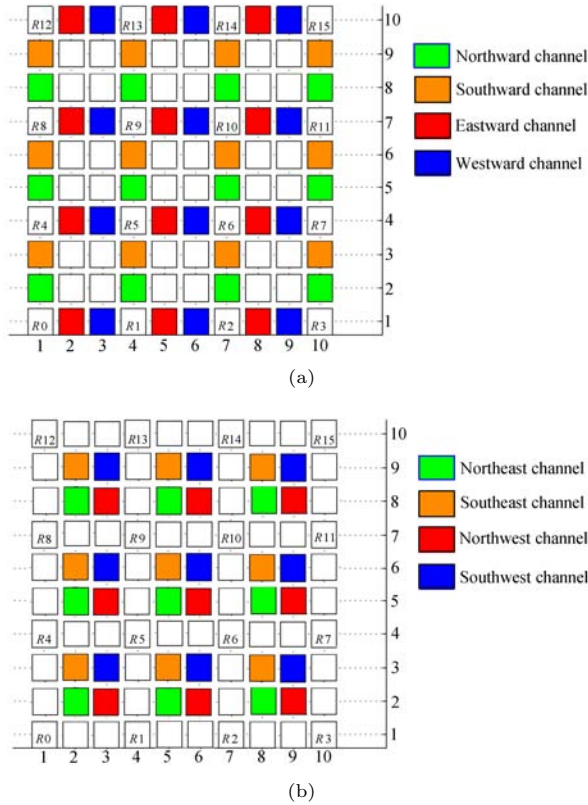 R12 R13 R14 R15 10
9
8
R8 R9 R10 R11 7
6
5
R4 R5 R6 R7 4
3
2
R0 R1 R2 R3 1
1 2 3 4 5 6 7 8 9 10
Northward channel
Southward channel
Eastward channel
Westward channel
(a)
R12 R13 R14 R15 10
9
8
R8 R9 R10 R11 7
6
5
R4 R5 R6 R7 4
3
2
R0 R1 R2 R3 1
1 2 3 4 5 6 7 8 9 10
Northeast channel
Southeast channel
Northwest channel
Southwest channel
(b)